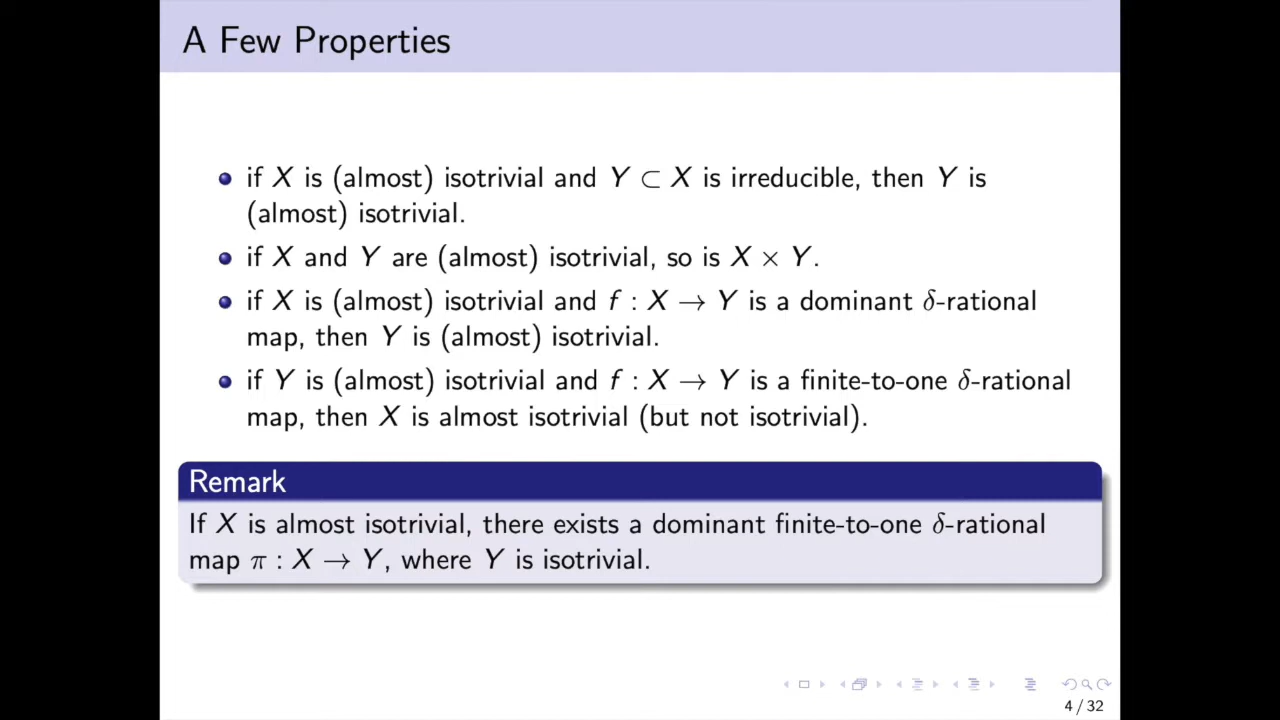 A Few Properties
if X is (almost) isotrivial and Y ⊂ X is irreducible, then Y is
(almost) isotrivial.
if X and Y are (almost) isotrivial, so is X × Y.
if X is (almost) isotrivial and f : X → Y is a dominant δ-rational
map, then Y is (almost) isotrivial.
if Y is (almost) isotrivial and f : X → Y is a finite-to-one δ-rational
map, then X is almost isotrivial (but not isotrivial).
Remark
If X is almost isotrivial, there exists a dominant finite-to-one δ-rational
map π : X → Y, where Y is isotrivial.
4 / 32